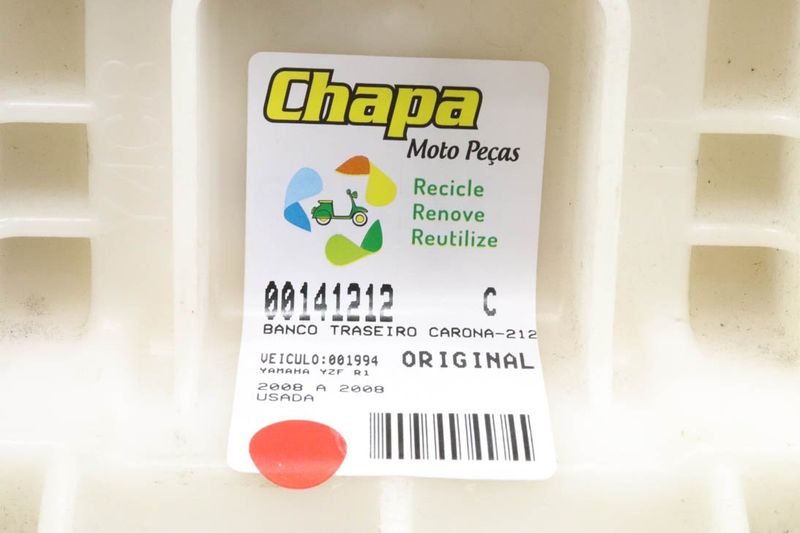 Chapa
Moto Peças
Recicle
Renove
Reutilize
00141212 C
BANCO TRASEIRO CARONA-212
VEICULO:001994 ORIGINAL
YAMAHA YZF R1
2008 A 2008
USADA